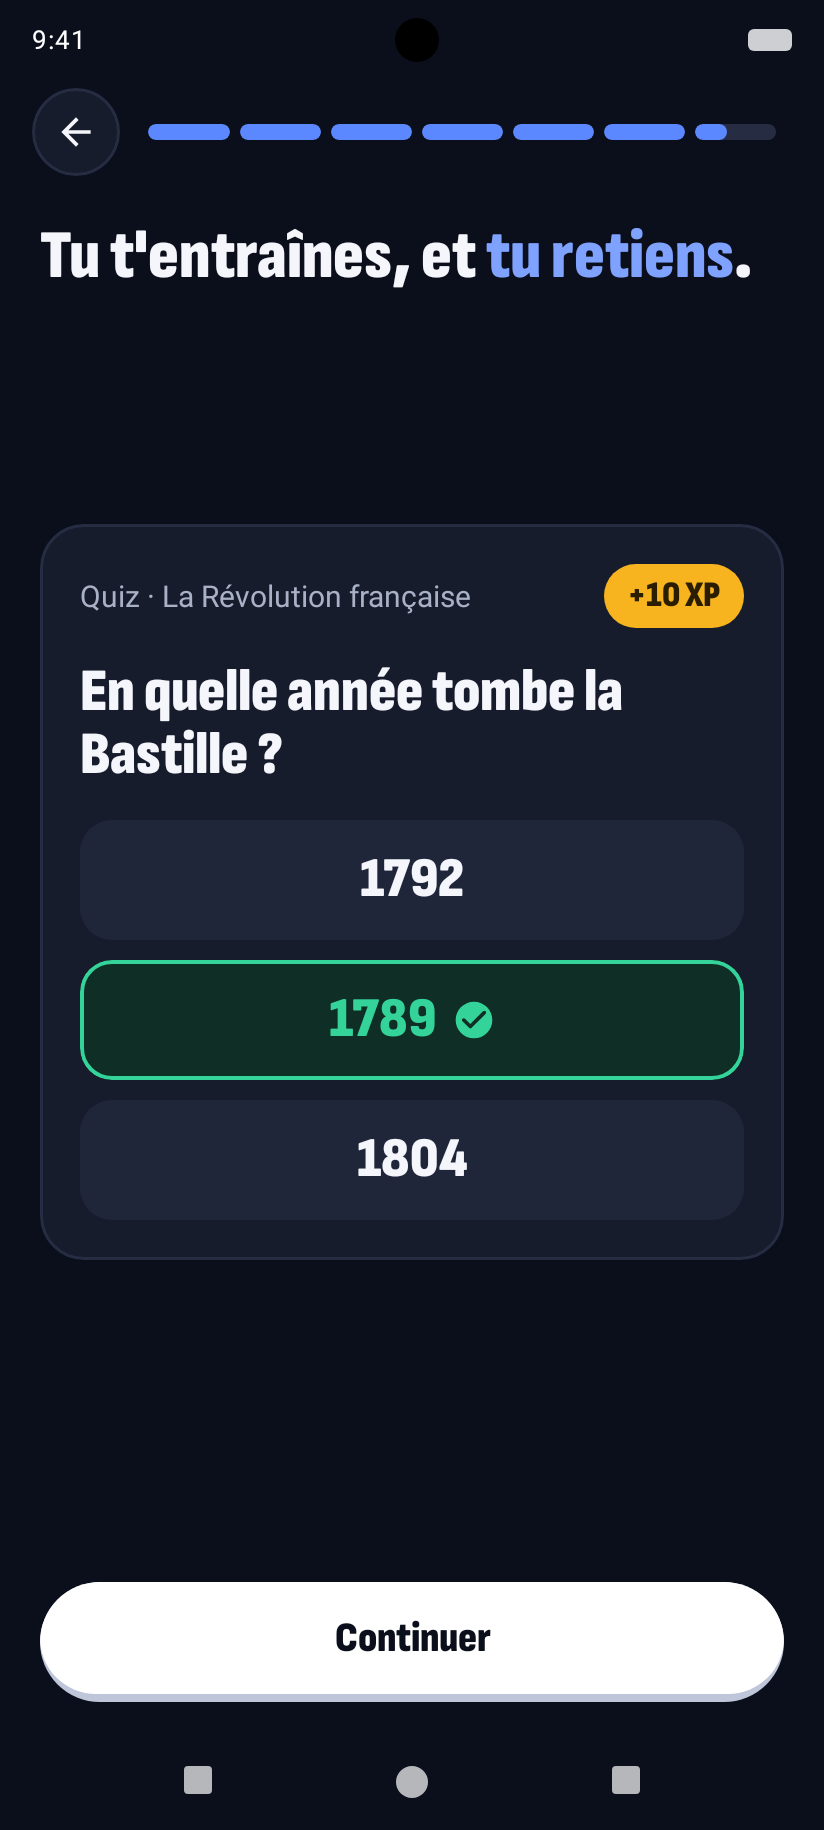 9:41
Tu t'entraînes, et tu retiens.
Quiz · La Révolution française
+10 XP
En quelle année tombe la
Bastille ?
1792
1789
1804
Continuer